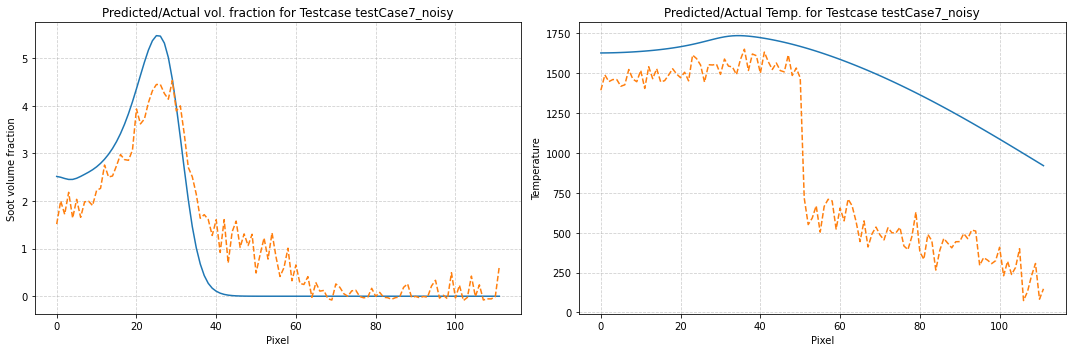 Predicted/Actual vol. fraction for Testcase testCase7_noisy
Soot volume fraction
5
4
3
2
1
0
0 20 40 60 80 100
Pixel
Predicted/Actual Temp. for Testcase testCase7_noisy
Temperature
1750
1500
1250
1000
750
500
250
0
0 20 40 60 80 100
Pixel